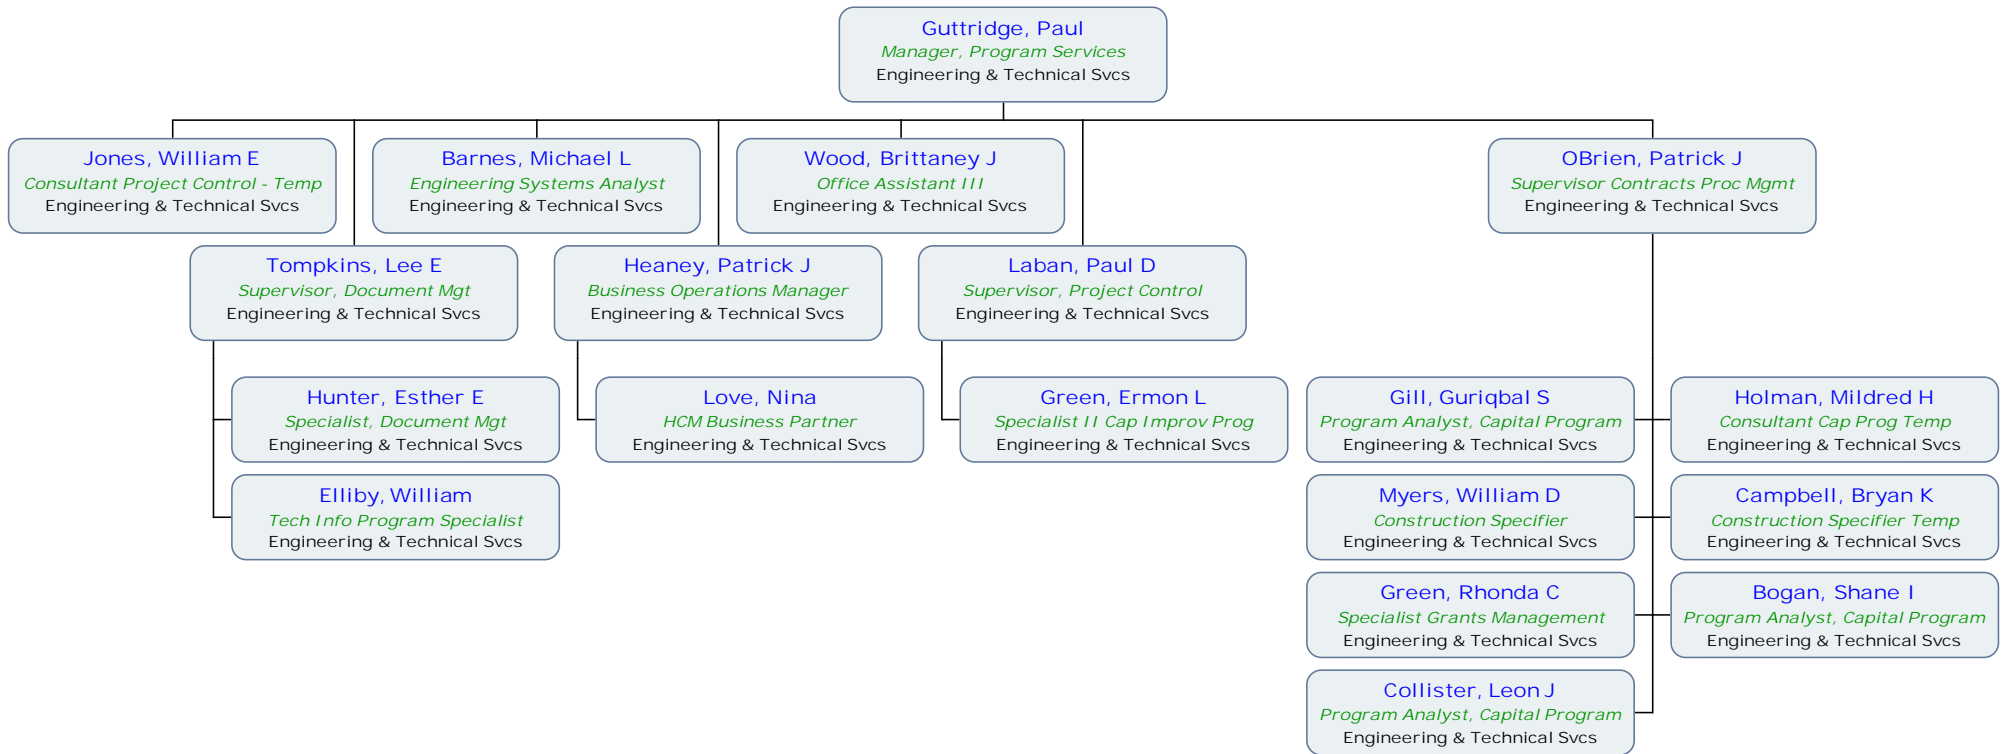 Guttridge, Paul
Manager, Program Services
Engineering & Technical Svcs
Jones, William E
Consultant Project Control - Temp
Engineering & Technical Svcs
Barnes, Michael L
Engineering Systems Analyst
Engineering & Technical Svcs
Wood, Brittaney J
Office Assistant III
Engineering & Technical Svcs
OBrien, Patrick J
Supervisor Contracts Proc Mgmt
Engineering & Technical Svcs
Tompkins, Lee E
Supervisor, Document Mgt
Engineering & Technical Svcs
Heaney, Patrick J
Business Operations Manager
Engineering & Technical Svcs
Laban, Paul D
Supervisor, Project Control
Engineering & Technical Svcs
Hunter, Esther E
Specialist, Document Mgt
Engineering & Technical Svcs
Love, Nina
HCM Business Partner
Engineering & Technical Svcs
Green, Ermon L
Specialist II Cap Improv Prog
Engineering & Technical Svcs
Gill, Guriqbal S
Program Analyst, Capital Program
Engineering & Technical Svcs
Holman, Mildred H
Consultant Cap Prog Temp
Engineering & Technical Svcs
Elliby, William
Tech Info Program Specialist
Engineering & Technical Svcs
Myers, William D
Construction Specifier
Engineering & Technical Svcs
Campbell, Bryan K
Construction Specifier Temp
Engineering & Technical Svcs
Green, Rhonda C
Specialist Grants Management
Engineering & Technical Svcs
Bogan, Shane I
Program Analyst, Capital Program
Engineering & Technical Svcs
Collister, Leon J
Program Analyst, Capital Program
Engineering & Technical Svcs